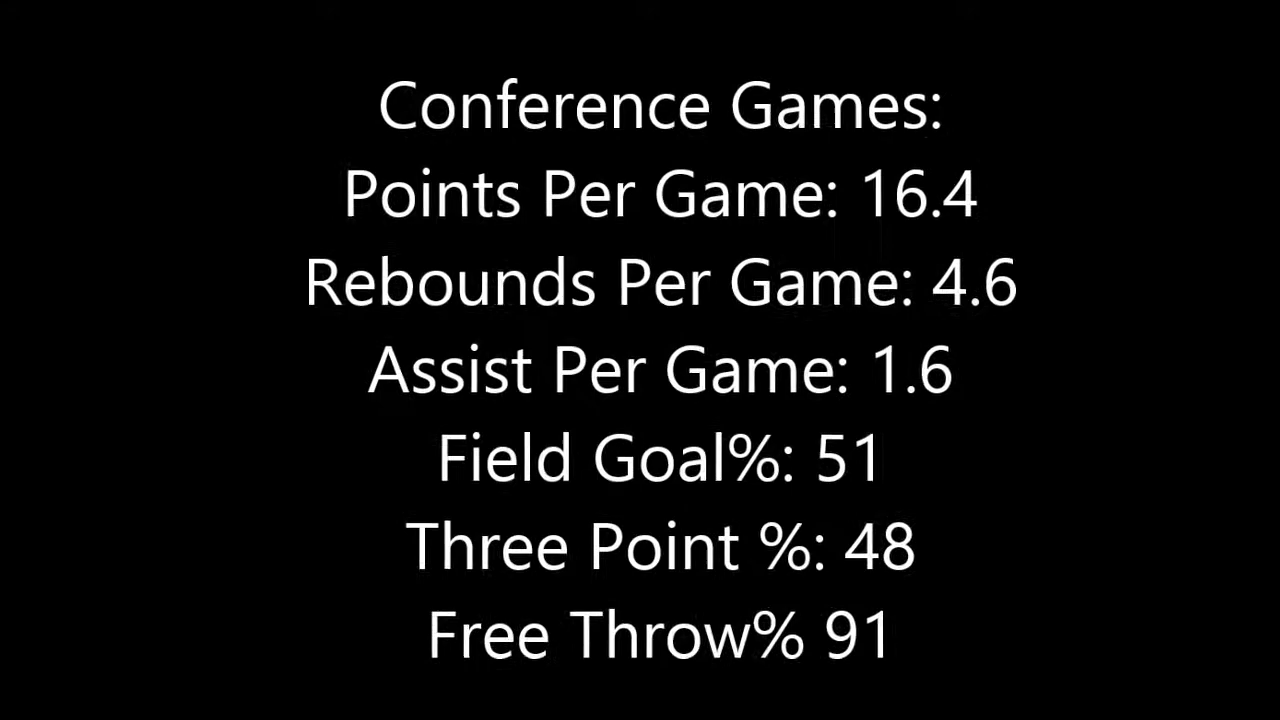 Conference Games:
Points Per Game: 16.4
Rebounds Per Game: 4.6
Assist Per Game: 1.6
Field Goal%: 51
Three Point %: 48
Free Throw% 91